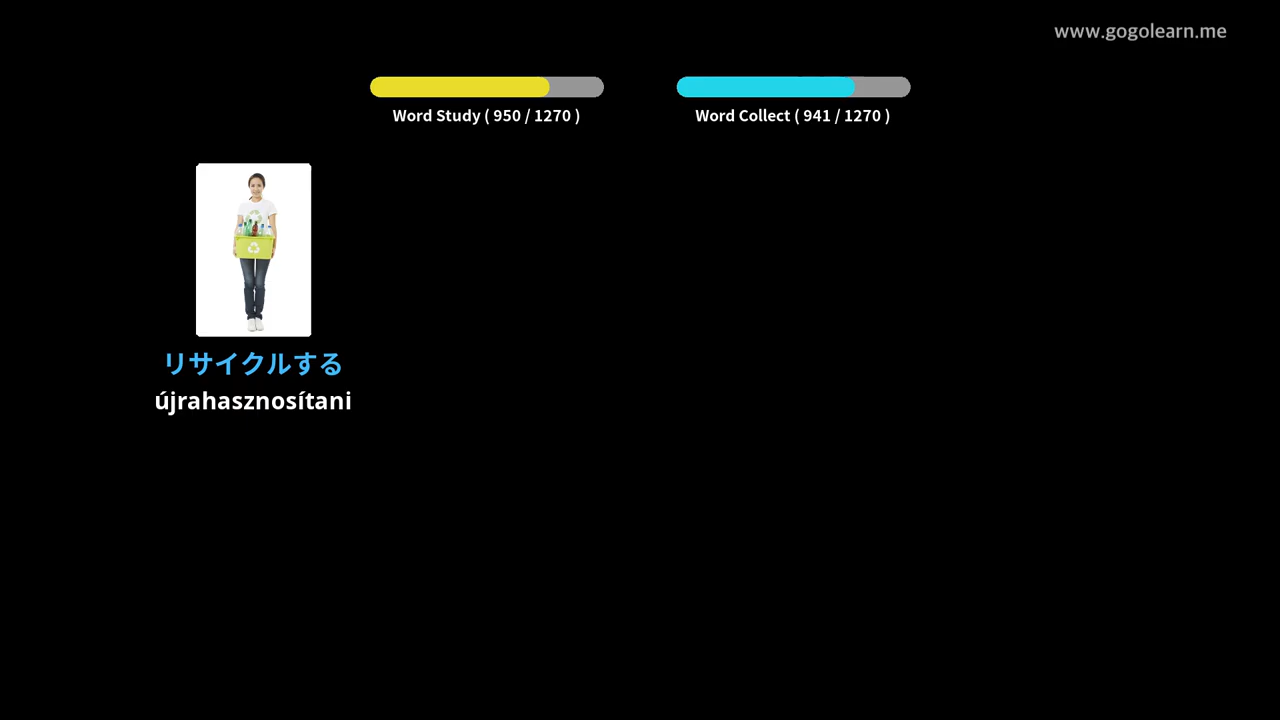 www.gogolearn.me
Word Study ( 950 / 1270 )
Word Collect ( 941 / 1270 )
リサイクルする
újrahasznosítani